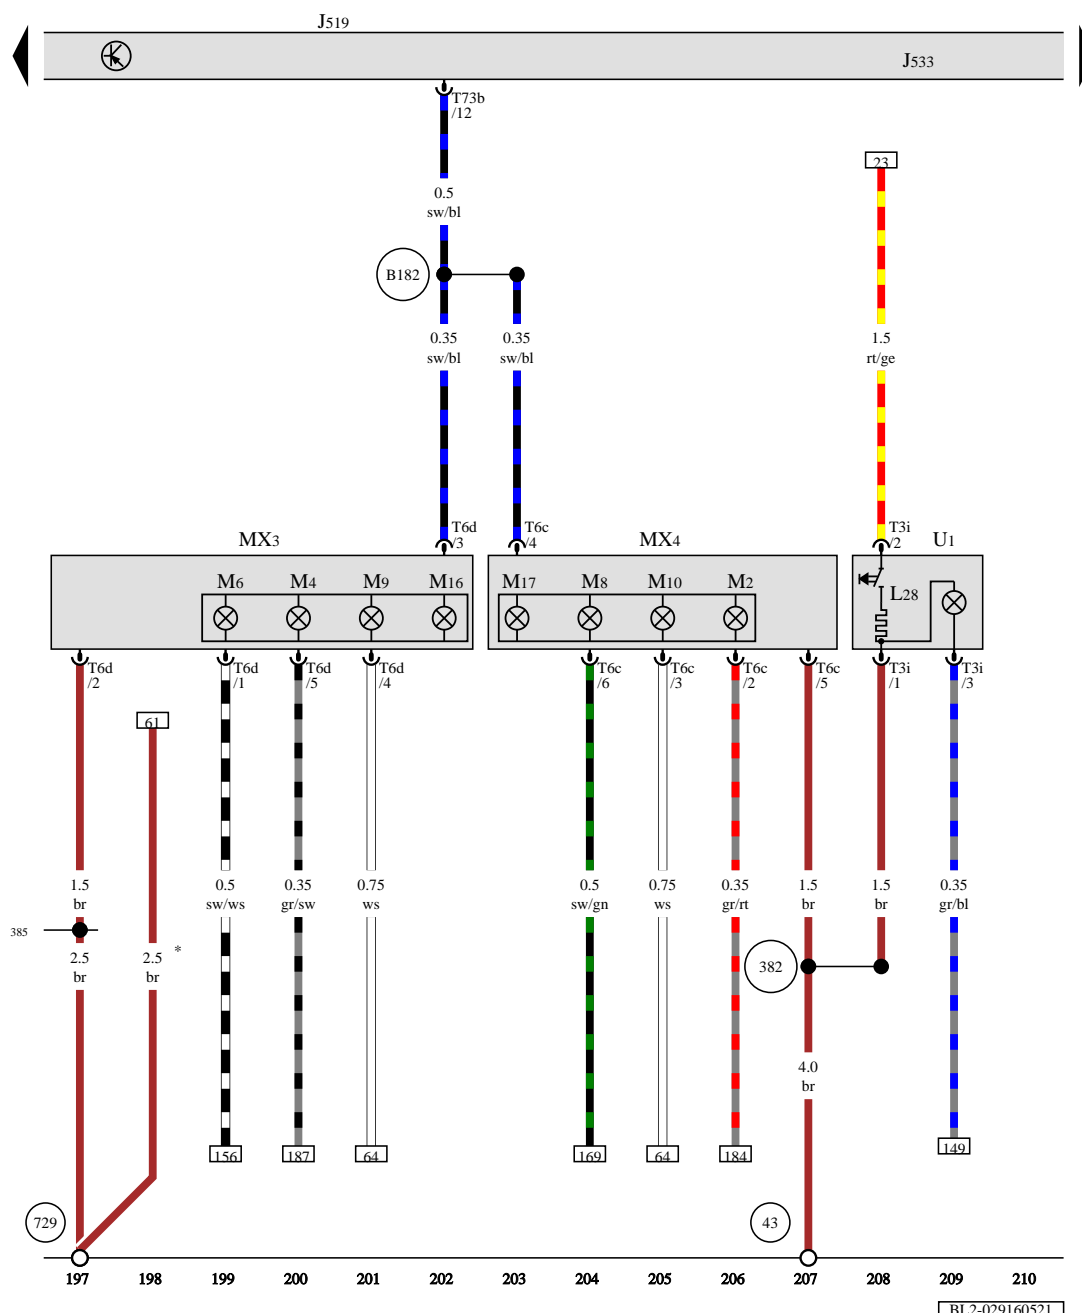 J519
J533
T73b
/12
23
0.5
sw/bl
B182
0.35
sw/bl
0.35
sw/bl
1.5
rt/ge
MX3
T6d
/3
T6c
/4
MX4
T3i
/2
U1
M6
M4
M9
M16
M17
M8
M10
M2
L28
T6d
/2
T6d
/1
T6d
/5
T6d
/4
T6c
/6
T6c
/3
T6c
/2
T6c
/5
T3i
/1
T3i
/3
61
1.5
br
0.5
sw/ws
0.35
gr/sw
0.75
ws
0.5
sw/gn
0.75
ws
0.35
gr/rt
1.5
br
1.5
br
0.35
gr/bl
385
2.5
br
2.5
br
*
382
4.0
br
156
187
64
169
64
184
149
729
43
197 198 199 200 201 202 203 204 205 206 207 208 209 210
BL2-029160521